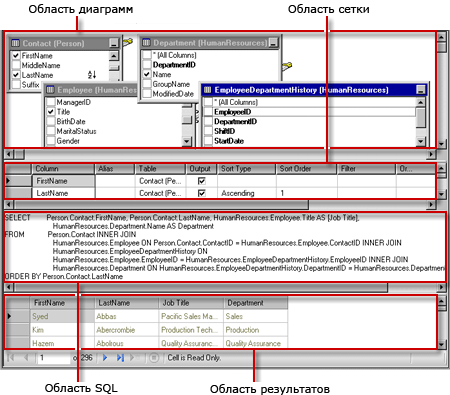 Область диаграмм
Область сетки
Contact (Person)
FirstName
MiddleName
LastName
Suffix
Department (HumanResources)
* (All Columns)
DepartmentID
Name
GroupName
ModifiedDate
Employee (HumanResources)
ManagerID
Title
BirthDate
MaritalStatus
Gender
EmployeeDepartmentHistory (HumanResources)
* (All Columns)
EmployeeID
DepartmentID
ShiftID
StartDate
Column Alias Table Output Sort Type Sort Order Filter Or...
FirstName Contact (Pe...
LastName Contact (Pe... Ascending 1
SELECT Person.Contact.FirstName, Person.Contact.LastName, HumanResources.Employee.Title AS [Job Title],
HumanResources.Department.Name AS Department
FROM Person.Contact INNER JOIN
HumanResources.Employee ON Person.Contact.ContactID = HumanResources.Employee.ContactID INNER JOIN
HumanResources.EmployeeDepartmentHistory ON
HumanResources.Employee.EmployeeID = HumanResources.EmployeeDepartmentHistory.EmployeeID INNER JOIN
HumanResources.Department ON HumanResources.EmployeeDepartmentHistory.DepartmentID = HumanResources.Departme
ORDER BY Person.Contact.LastName
FirstName LastName Job Title Department
Syed Abbas Pacific Sales Ma... Sales
Kim Abercrombie Production Tech... Production
Hazem Abolrous Quality Assuranc... Quality Assurance
1 of 296 Cell is Read Only.
Область SQL
Область результатов